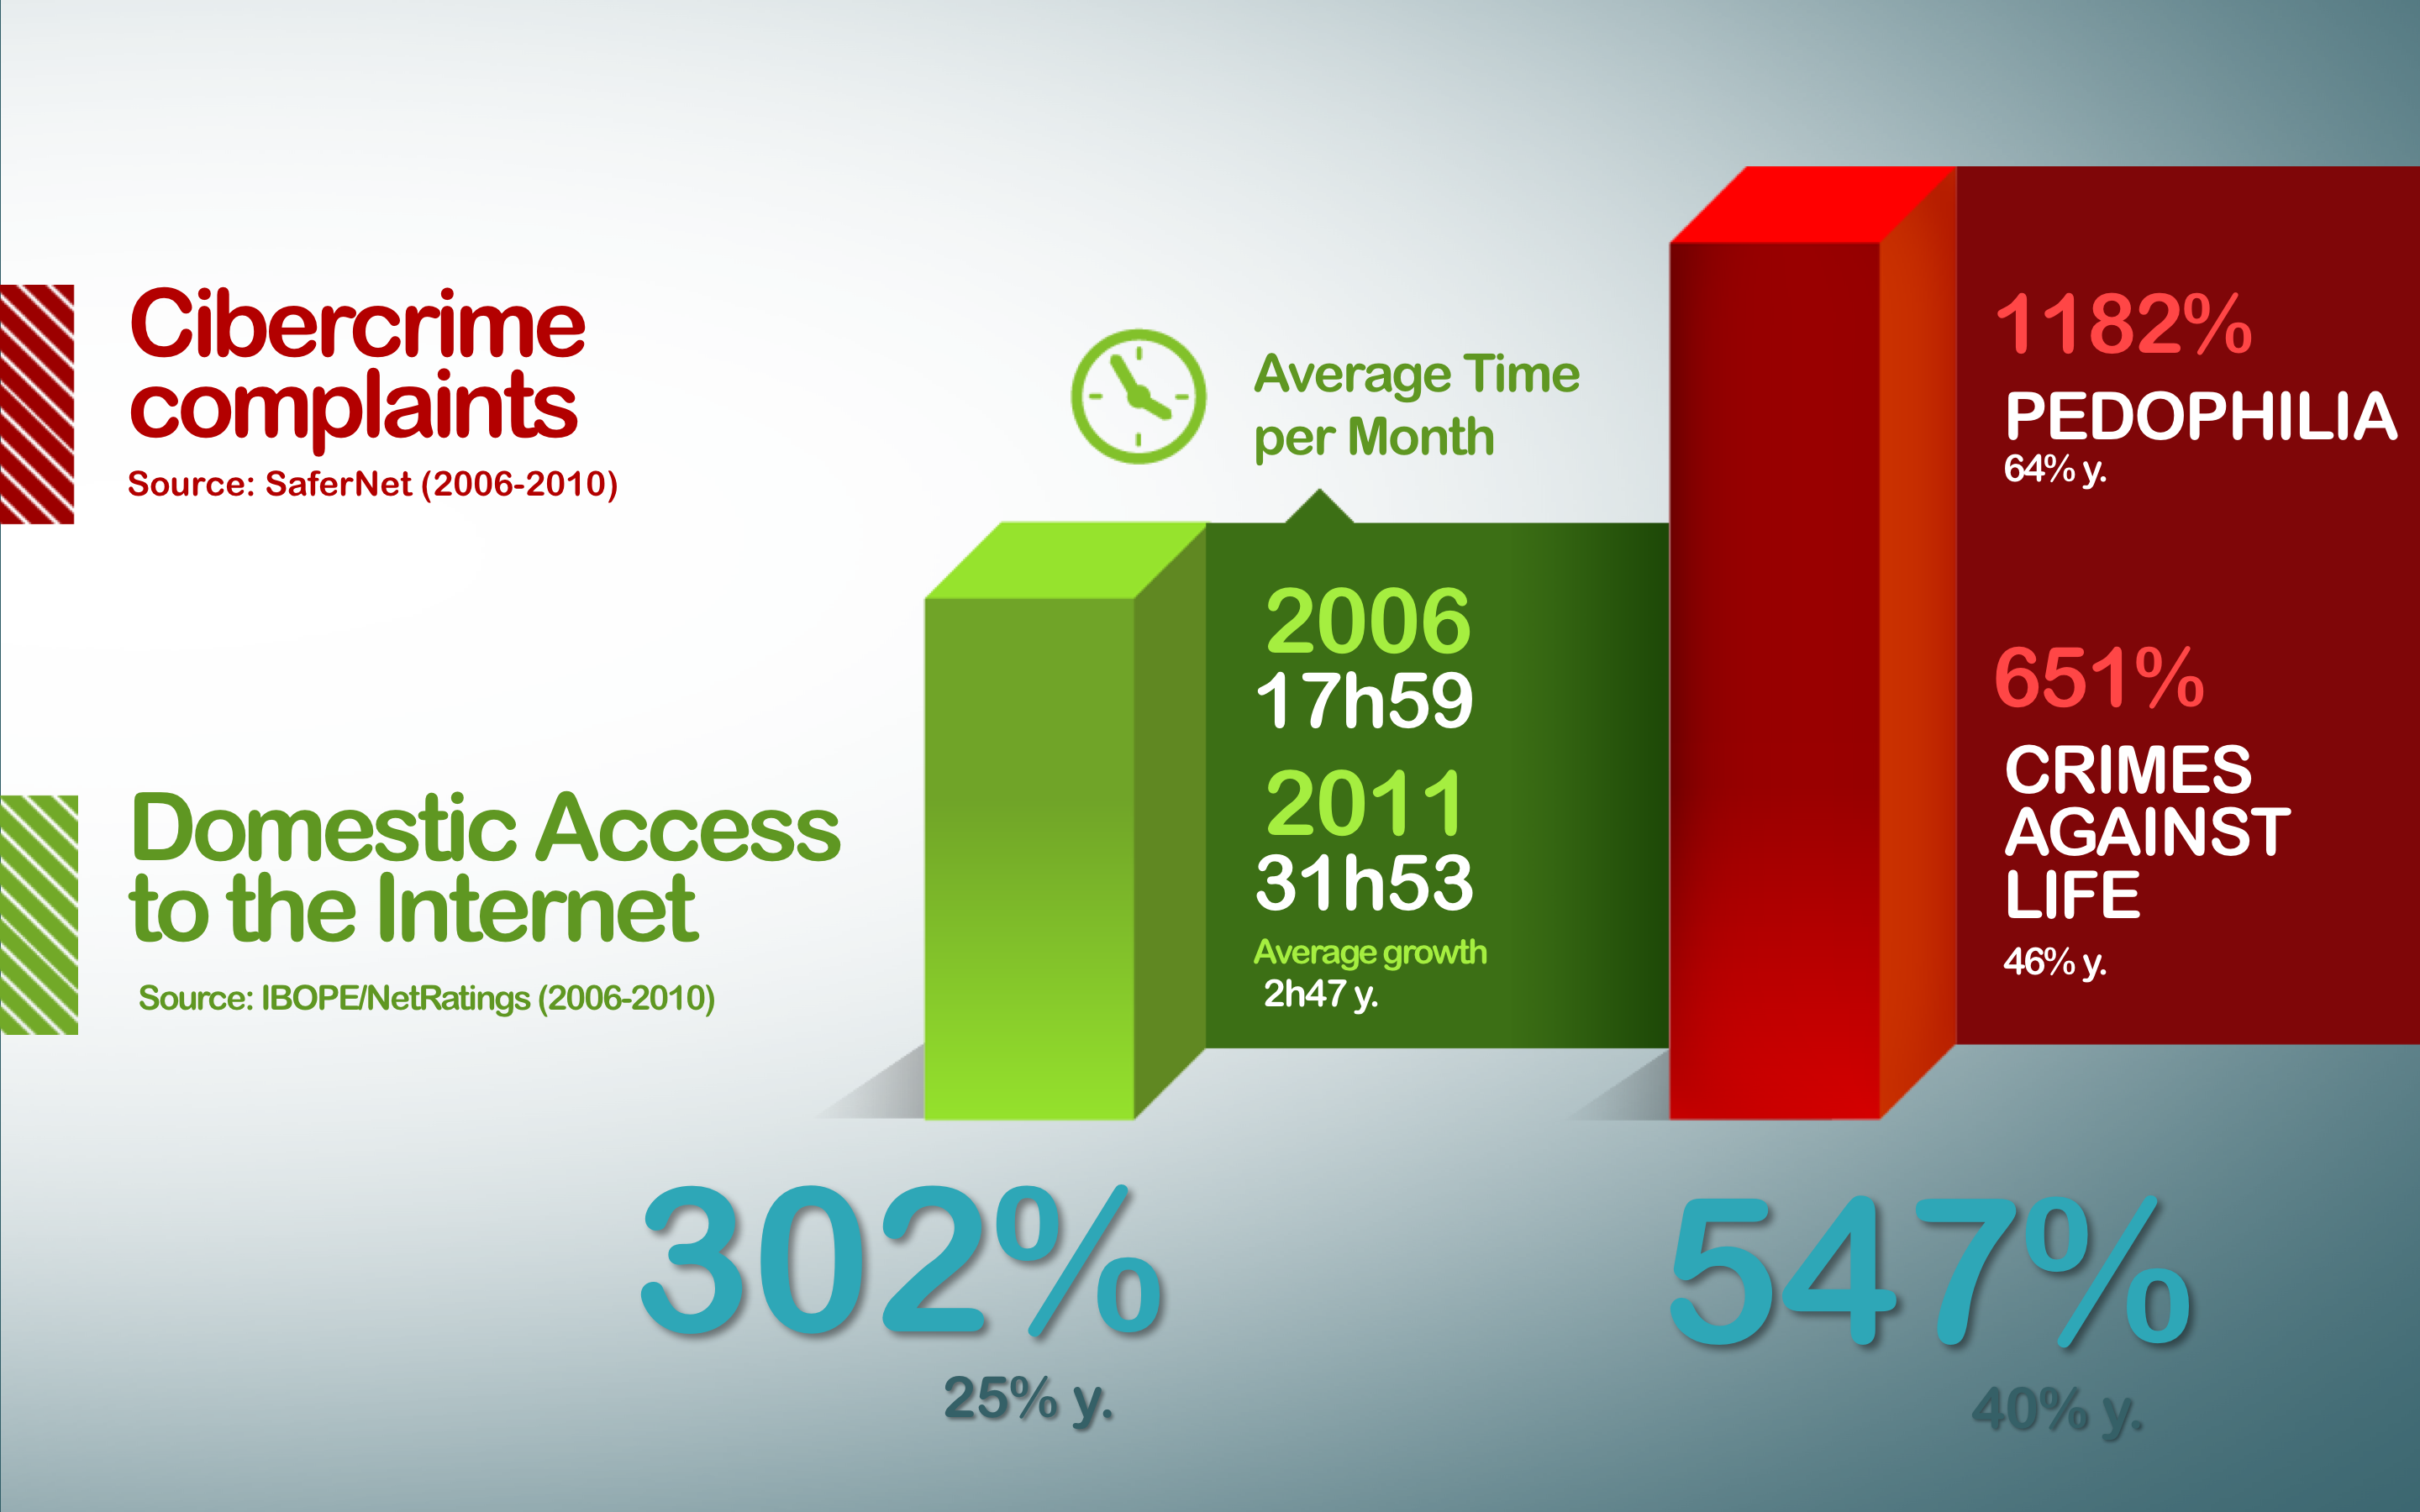 Cibercrime
complaints
Source: SaferNet (2006-2010)
Domestic Access
to the Internet
Source: IBOPE/NetRatings (2006-2010)
Average Time
per Month
2006
17h59
2011
31h53
Average growth
2h47 y.
1182%
PEDOPHILIA
64% y.
651%
CRIMES
AGAINST
LIFE
46% y.
302%
25% y.
547%
40% y.